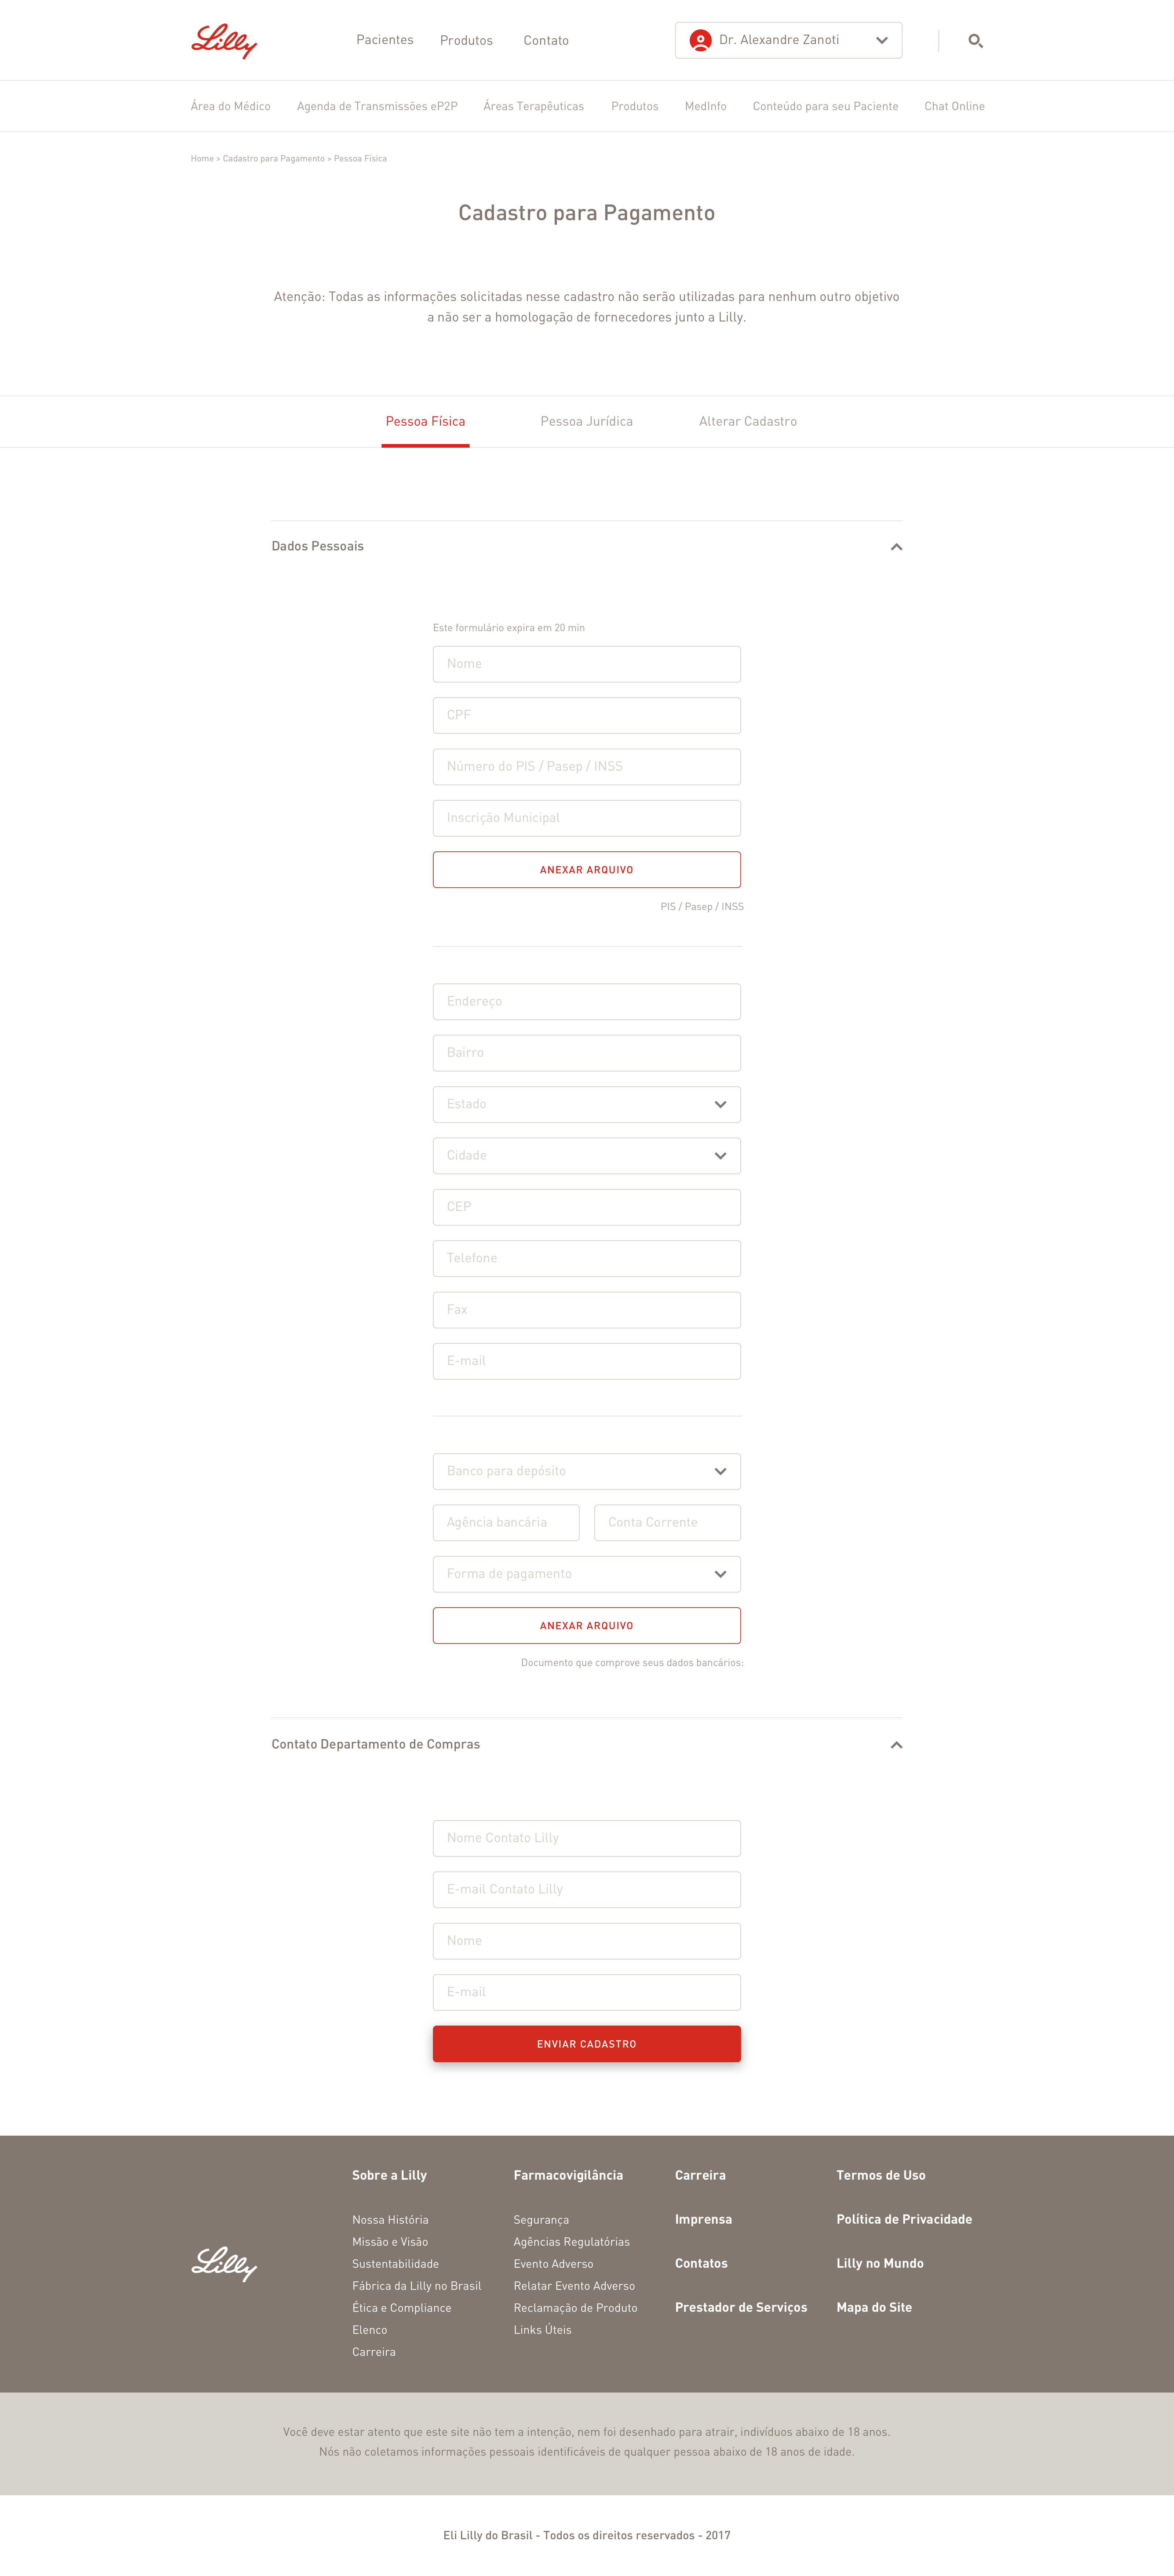 Lilly
Pacientes
Produtos
Contato
Dr. Alexandre Zanoti
Área do Médico
Agenda de Transmissões eP2P
Áreas Terapêuticas
Produtos
MedInfo
Conteúdo para seu Paciente
Chat Online
Home > Cadastro para Pagamento > Pessoa Física
Cadastro para Pagamento
Atenção: Todas as informações solicitadas nesse cadastro não serão utilizadas para nenhum outro objetivo
a não ser a homologação de fornecedores junto a Lilly.
Pessoa Física
Pessoa Jurídica
Alterar Cadastro
Dados Pessoais
Este formulário expira em 20 min
Nome
CPF
Número do PIS / Pasep / INSS
Inscrição Municipal
ANEXAR ARQUIVO
PIS / Pasep / INSS
Endereço
Bairro
Estado
Cidade
CEP
Telefone
Fax
E-mail
Banco para depósito
Agência bancária
Conta Corrente
Forma de pagamento
ANEXAR ARQUIVO
Documento que comprove seus dados bancários:
Contato Departamento de Compras
Nome Contato Lilly
E-mail Contato Lilly
Nome
E-mail
ENVIAR CADASTRO
Lilly
Sobre a Lilly
Nossa História
Missão e Visão
Sustentabilidade
Fábrica da Lilly no Brasil
Ética e Compliance
Elenco
Carreira
Farmacovigilância
Segurança
Agências Regulatórias
Evento Adverso
Relatar Evento Adverso
Reclamação de Produto
Links Úteis
Carreira
Imprensa
Contatos
Prestador de Serviços
Termos de Uso
Política de Privacidade
Lilly no Mundo
Mapa do Site
Você deve estar atento que este site não tem a intenção, nem foi desenhado para atrair, indivíduos abaixo de 18 anos.
Nós não coletamos informações pessoais identificáveis de qualquer pessoa abaixo de 18 anos de idade.
Eli Lilly do Brasil - Todos os direitos reservados - 2017